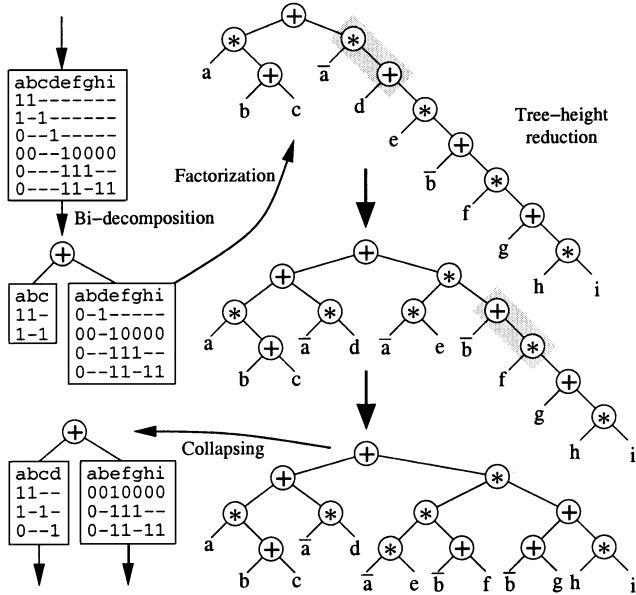 abcdefghi
11-------
1-1------
0--1-----
00--10000
0---111--
0---11-11
Bi-decomposition
+
abc
11-
1-1
abdefghi
0-1-----
00-10000
0--111--
0--11-11
Factorization
+
* *
a + a̅ +
b c d *
e +
b̅ *
f +
g *
h i
Tree-height
reduction
+
+ *
* * * +
a + a̅ d a̅ e b̅ *
b c f +
g *
h i
+
+ *
* * * +
a + a̅ d * + + *
b c a̅ e b̅ f b̅ g h i
Collapsing
+
abcd
11--
1-1-
0--1
abefghi
0010000
0-111--
0-11-11